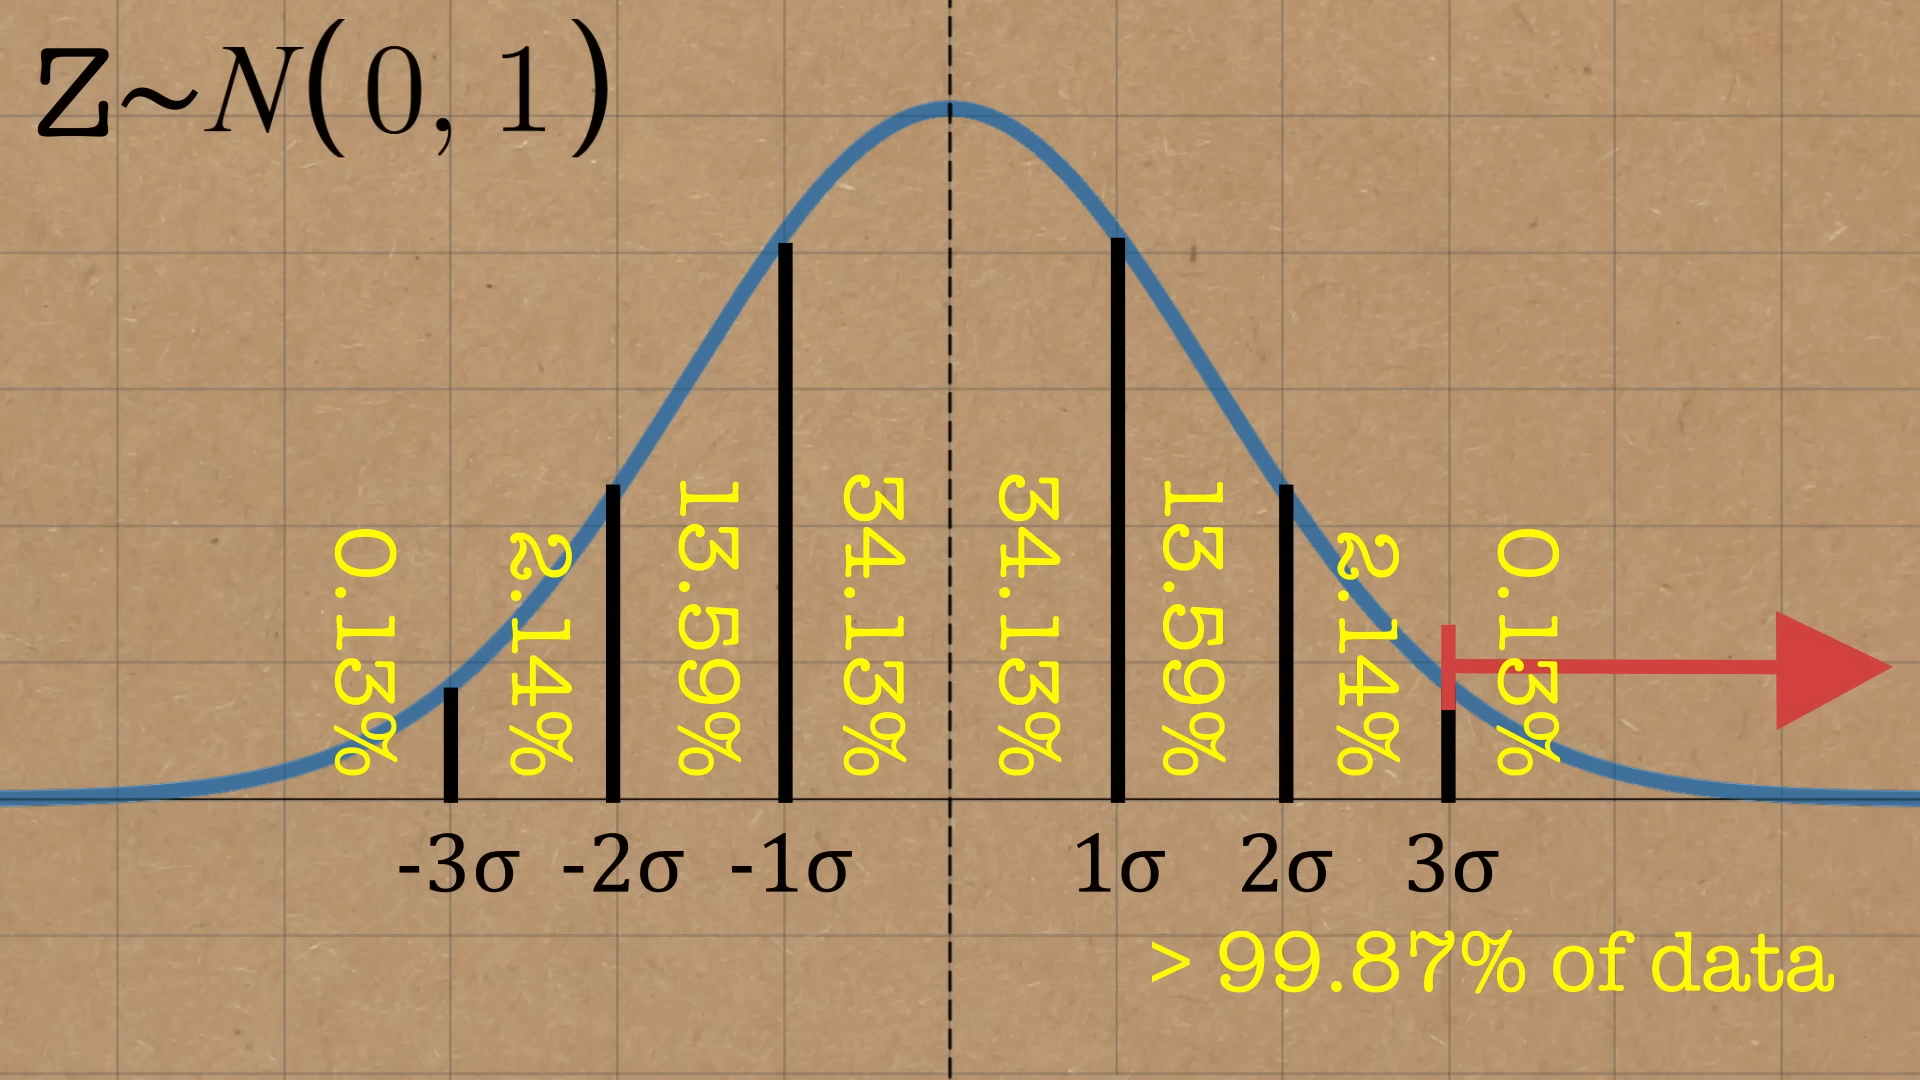 Z~N(0, 1)
0.13%
2.14%
13.59%
34.13%
34.13%
13.59%
2.14%
0.13%
-3σ -2σ -1σ 1σ 2σ 3σ
> 99.87% of data